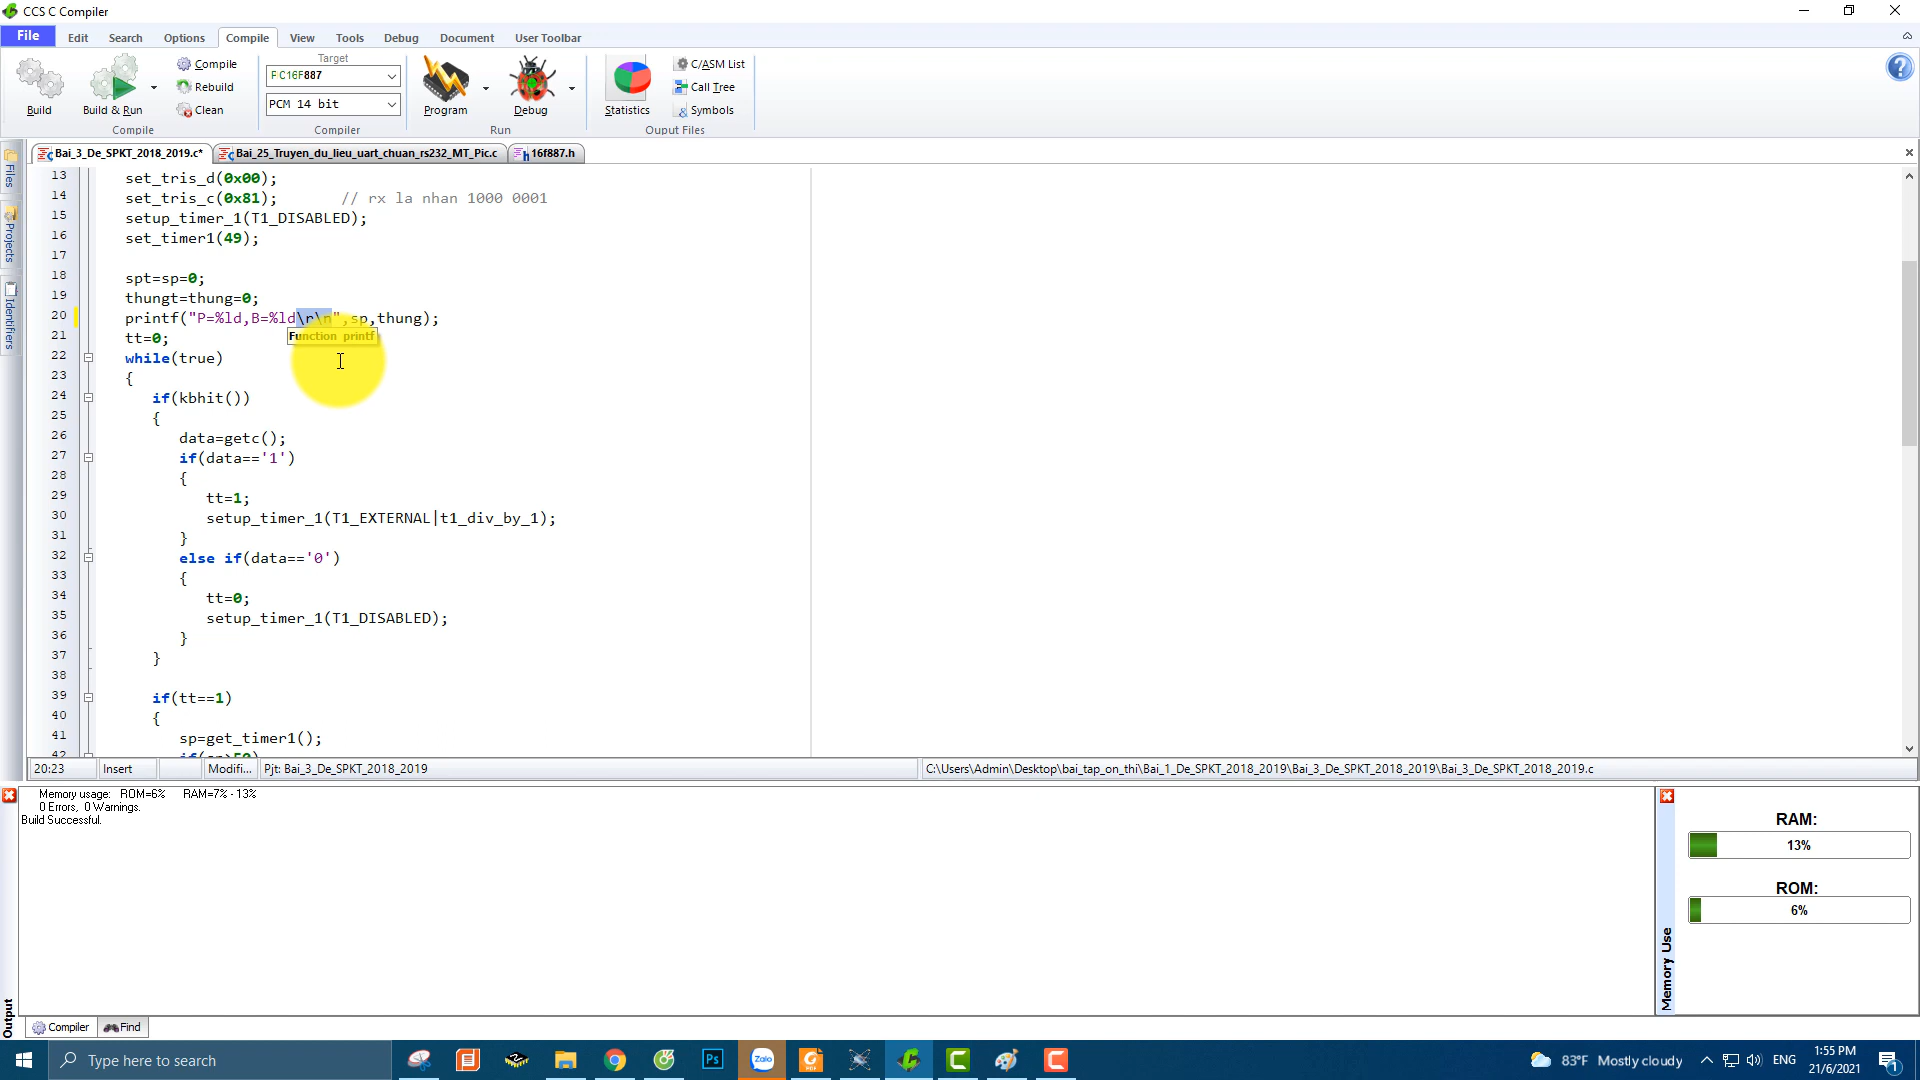 CCS C Compiler
File Edit Search Options Compile View Tools Debug Document User Toolbar
Build
Build & Run
Compile
Rebuild
Clean
Compile
Target
PIC16F887
PCM 14 bit
Compiler
Program
Debug
Run
Statistics
C/ASM List
Call Tree
Symbols
Ouput Files
Bai_3_De_SPKT_2018_2019.c* Bai_25_Truyen_du_lieu_uart_chuan_rs232_MT_Pic.c 16f887.h
Files
Projects
Identifiers
13 set_tris_d(0x00);
14 set_tris_c(0x81); // rx la nhan 1000 0001
15 setup_timer_1(T1_DISABLED);
16 set_timer1(49);
17
18 spt=sp=0;
19 thungt=thung=0;
20 printf("P=%ld,B=%ld\r\n",sp,thung);
Function printf
21 tt=0;
22 while(true)
23 {
24 if(kbhit())
25 {
26 data=getc();
27 if(data=='1')
28 {
29 tt=1;
30 setup_timer_1(T1_EXTERNAL|t1_div_by_1);
31 }
32 else if(data=='0')
33 {
34 tt=0;
35 setup_timer_1(T1_DISABLED);
36 }
37 }
38
39 if(tt==1)
40 {
41 sp=get_timer1();
42 if(sp>50)
20:23 Insert Modifi... Pjt: Bai_3_De_SPKT_2018_2019 C:\Users\Admin\Desktop\bai_tap_on_thi\Bai_1_De_SPKT_2018_2019\Bai_3_De_SPKT_2018_2019\Bai_3_De_SPKT_2018_2019.c
Memory usage: ROM=6% RAM=7% - 13%
0 Errors, 0 Warnings.
Build Successful.
Output
Compiler Find
Memory Use
RAM:
13%
ROM:
6%
Type here to search
Ps
Zalo
PDF
83°F Mostly cloudy
ENG
1:55 PM
21/6/2021
1